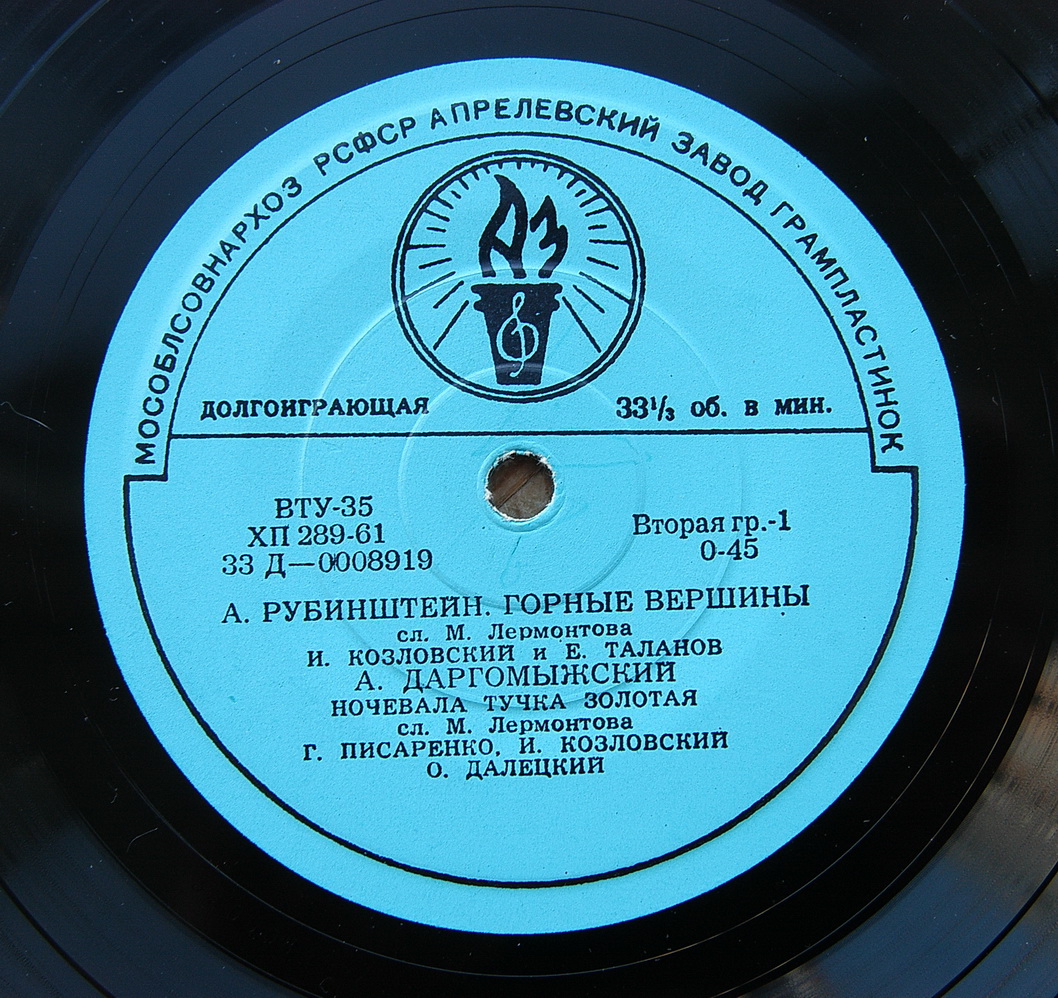 МОСОБЛСОВНАРХОЗ РСФСР АПРЕЛЕВСКИЙ ЗАВОД ГРАМПЛАСТИНОК
АЗ
ДОЛГОИГРАЮЩАЯ 33⅓ об. в мин.
ВТУ-35
ХП 289-61
33 Д—0008919
Вторая гр.-1
0-45
А. РУБИНШТЕЙН. ГОРНЫЕ ВЕРШИНЫ
сл. М. Лермонтова
И. КОЗЛОВСКИЙ и Е. ТАЛАНОВ
А. ДАРГОМЫЖСКИЙ
НОЧЕВАЛА ТУЧКА ЗОЛОТАЯ
сл. М. Лермонтова
Г. ПИСАРЕНКО, И. КОЗЛОВСКИЙ
О. ДАЛЕЦКИЙ